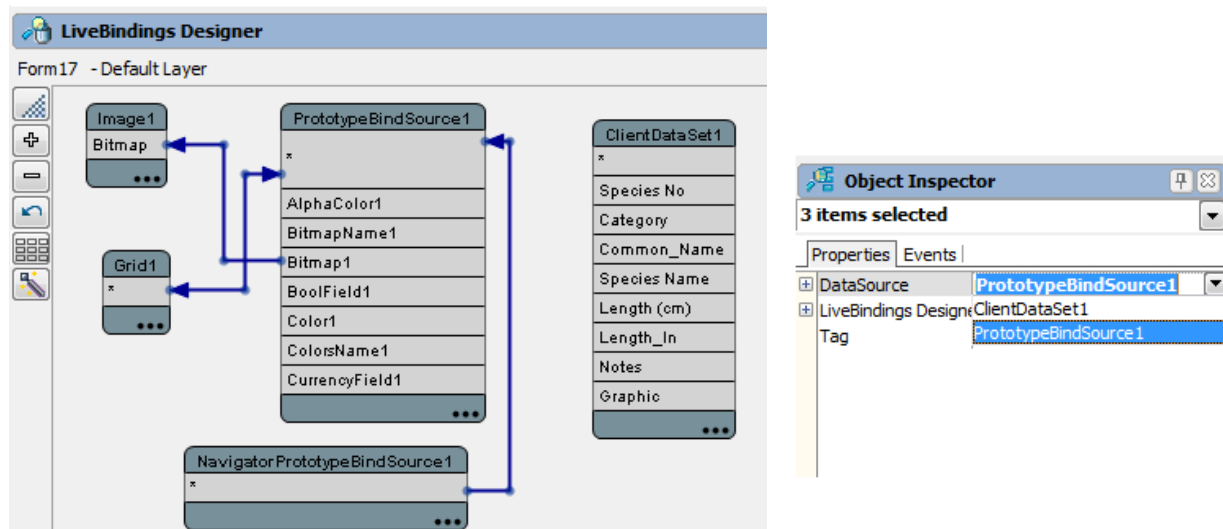 LiveBindings Designer
Form17 - Default Layer
Image1
Bitmap
PrototypeBindSource1
*
AlphaColor1
BitmapName1
Bitmap1
BoolField1
Color1
ColorsName1
CurrencyField1
Grid1
*
NavigatorPrototypeBindSource1
*
ClientDataSet1
*
Species No
Category
Common_Name
Species Name
Length (cm)
Length_In
Notes
Graphic
Object Inspector
3 items selected
Properties Events
DataSource PrototypeBindSource1
LiveBindings Designe ClientDataSet1
Tag PrototypeBindSource1